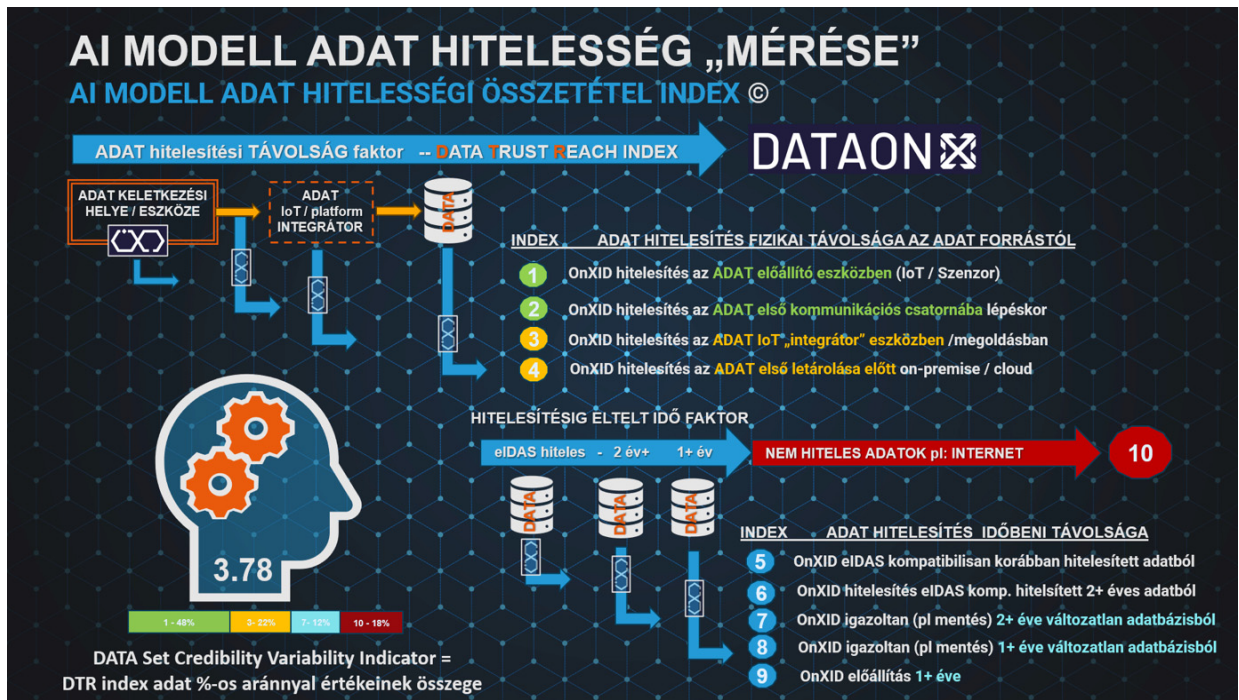 AI MODELL ADAT HITELESSÉG „MÉRÉSE”
AI MODELL ADAT HITELESSÉGI ÖSSZETÉTEL INDEX ©
ADAT hitelesítési TÁVOLSÁG faktor -- DATA TRUST REACH INDEX
DATAONX
ADAT KELETKEZÉSI
HELYE / ESZKÖZE
ADAT
IoT / platform
INTEGRÁTOR
DATA
INDEX ADAT HITELESÍTÉS FIZIKAI TÁVOLSÁGA AZ ADAT FORRÁSTÓL
1 OnXID hitelesítés az ADAT előállító eszközben (IoT / Szenzor)
2 OnXID hitelesítés az ADAT első kommunikációs csatornába lépéskor
3 OnXID hitelesítés az ADAT IoT „integrátor” eszközben /megoldásban
4 OnXID hitelesítés az ADAT első letárolása előtt on-premise / cloud
HITELESÍTÉSIG ELTELT IDŐ FAKTOR
eIDAS hiteles - 2 év+ 1+ év
NEM HITELES ADATOK pl: INTERNET
10
DATA
DATA
DATA
INDEX ADAT HITELESÍTÉS IDŐBENI TÁVOLSÁGA
5 OnXID eIDAS kompatibilisan korábban hitelesített adatból
6 OnXID hitelesítés eIDAS komp. hitelsített 2+ éves adatból
7 OnXID igazoltan (pl mentés) 2+ éve változatlan adatbázisból
8 OnXID igazoltan (pl mentés) 1+ éve változatlan adatbázisból
9 OnXID előállítás 1+ éve
3.78
1 - 48% 3- 22% 7- 12% 10 - 18%
DATA Set Credibility Variability Indicator =
DTR index adat %-os aránnyal értékeinek összege